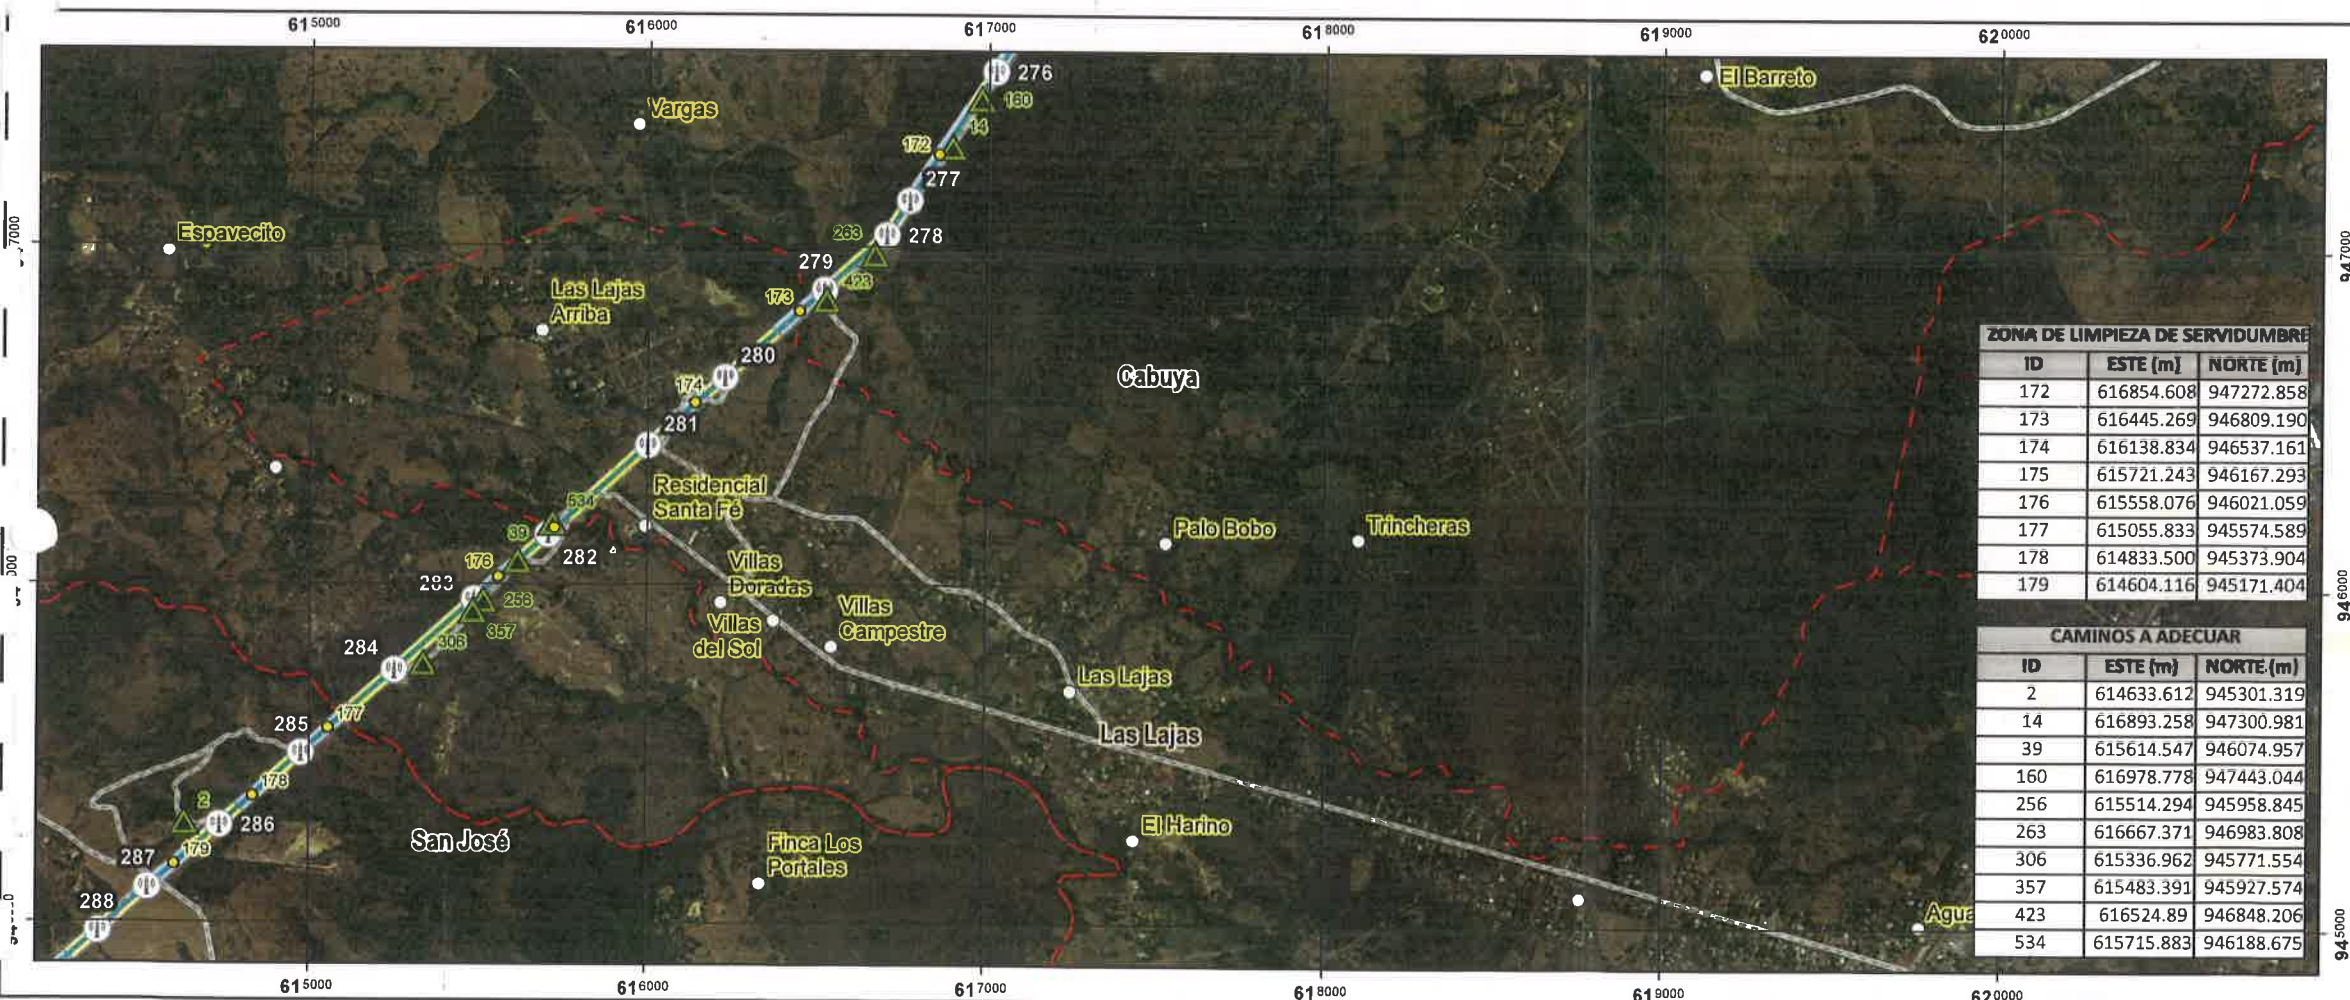 615000 616000 617000 618000 619000 620000
276
El Barreto
160
Vargas
14
172
277
7000
Espavecito
263
278
947000
279
423
Las Lajas
Arriba
173
280
Cabuya
174
281
Residencial
Santa Fé
534
39
282
Palo Bobo
Trincheras
176
Villas
Doradas
283
256
Villas
Campestre
946000
357
Villas
del Sol
306
284
Las Lajas
177
285
Las Lajas
178
2
286
San José
El Harino
179
Finca Los
Portales
287
288
Agua
945000
ZONA DE LIMPIEZA DE SERVIDUMBRE
ID ESTE (m) NORTE (m)
172 616854.608 947272.858
173 616445.269 946809.190
174 616138.834 946537.161
175 615721.243 946167.293
176 615558.076 946021.059
177 615055.833 945574.589
178 614833.500 945373.904
179 614604.116 945171.404
CAMINOS A ADECUAR
ID ESTE (m) NORTE (m)
2 614633.612 945301.319
14 616893.258 947300.981
39 615614.547 946074.957
160 616978.778 947443.044
256 615514.294 945958.845
263 616667.371 946983.808
306 615336.962 945771.554
357 615483.391 945927.574
423 616524.89 946848.206
534 615715.883 946188.675
615000 616000 617000 618000 619000 620000